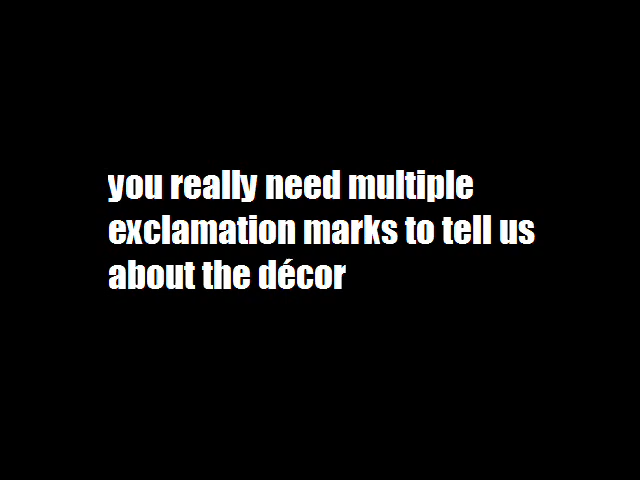 you really need multiple
exclamation marks to tell us
about the décor